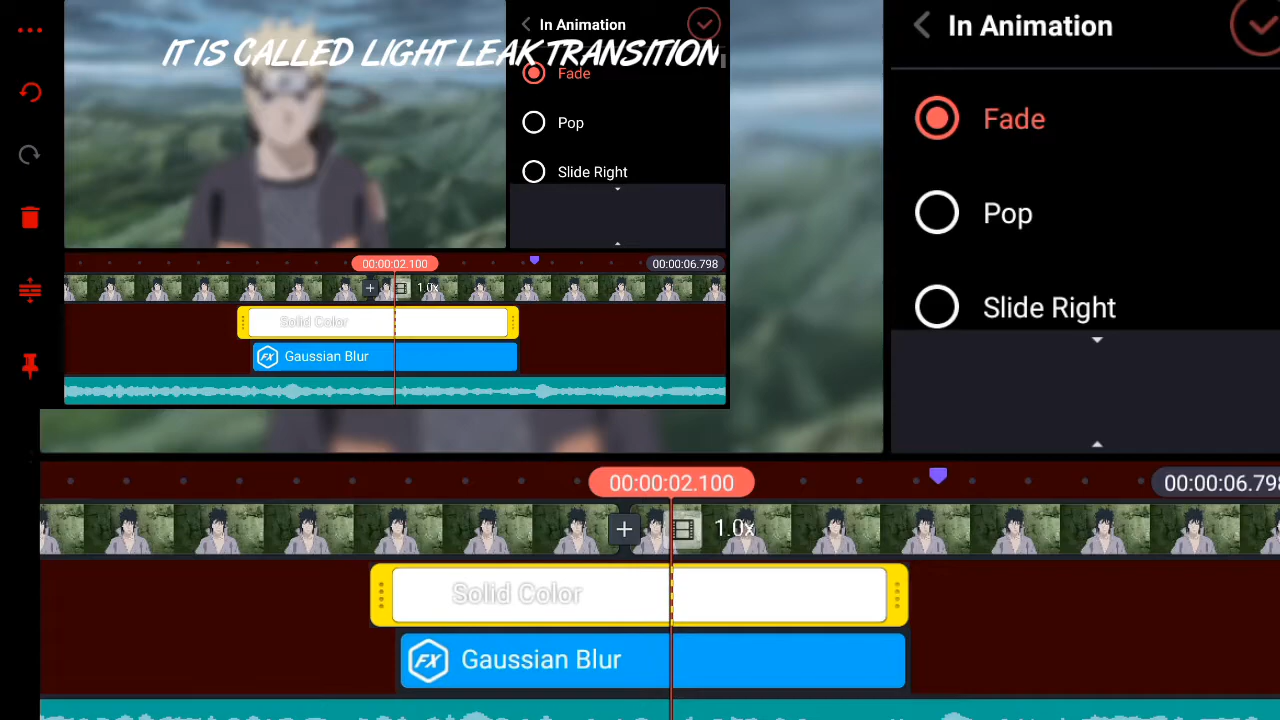 In Animation
IT IS CALLED LIGHT LEAK TRANSITION
Fade
Pop
Slide Right
00:00:02.100
00:00:06.798
1.0x
Solid Color
FX Gaussian Blur
In Animation
Fade
Pop
Slide Right
00:00:02.100
00:00:06.798
1.0x
Solid Color
FX Gaussian Blur